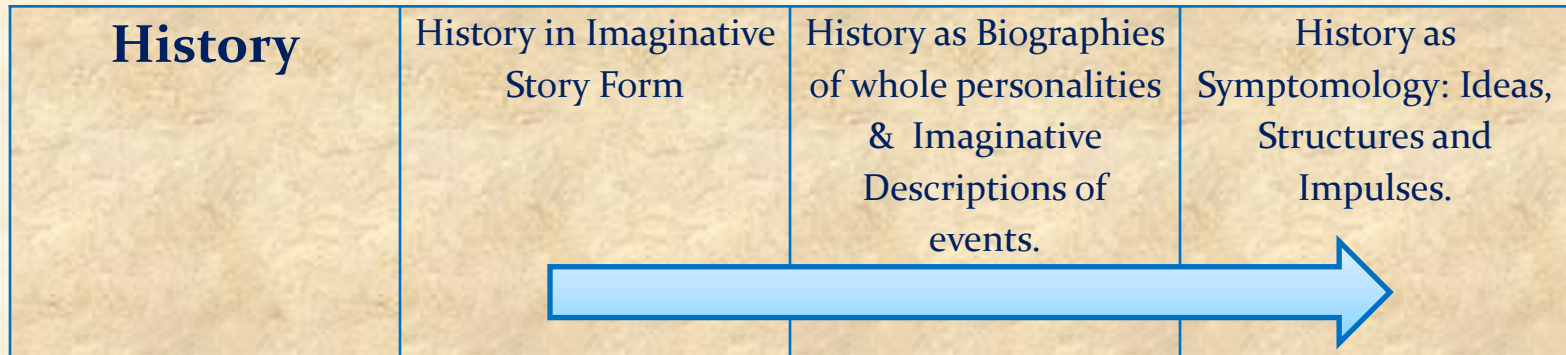 History
History in Imaginative
Story Form
History as Biographies
of whole personalities
& Imaginative
Descriptions of
events.
History as
Symptomology: Ideas,
Structures and
Impulses.